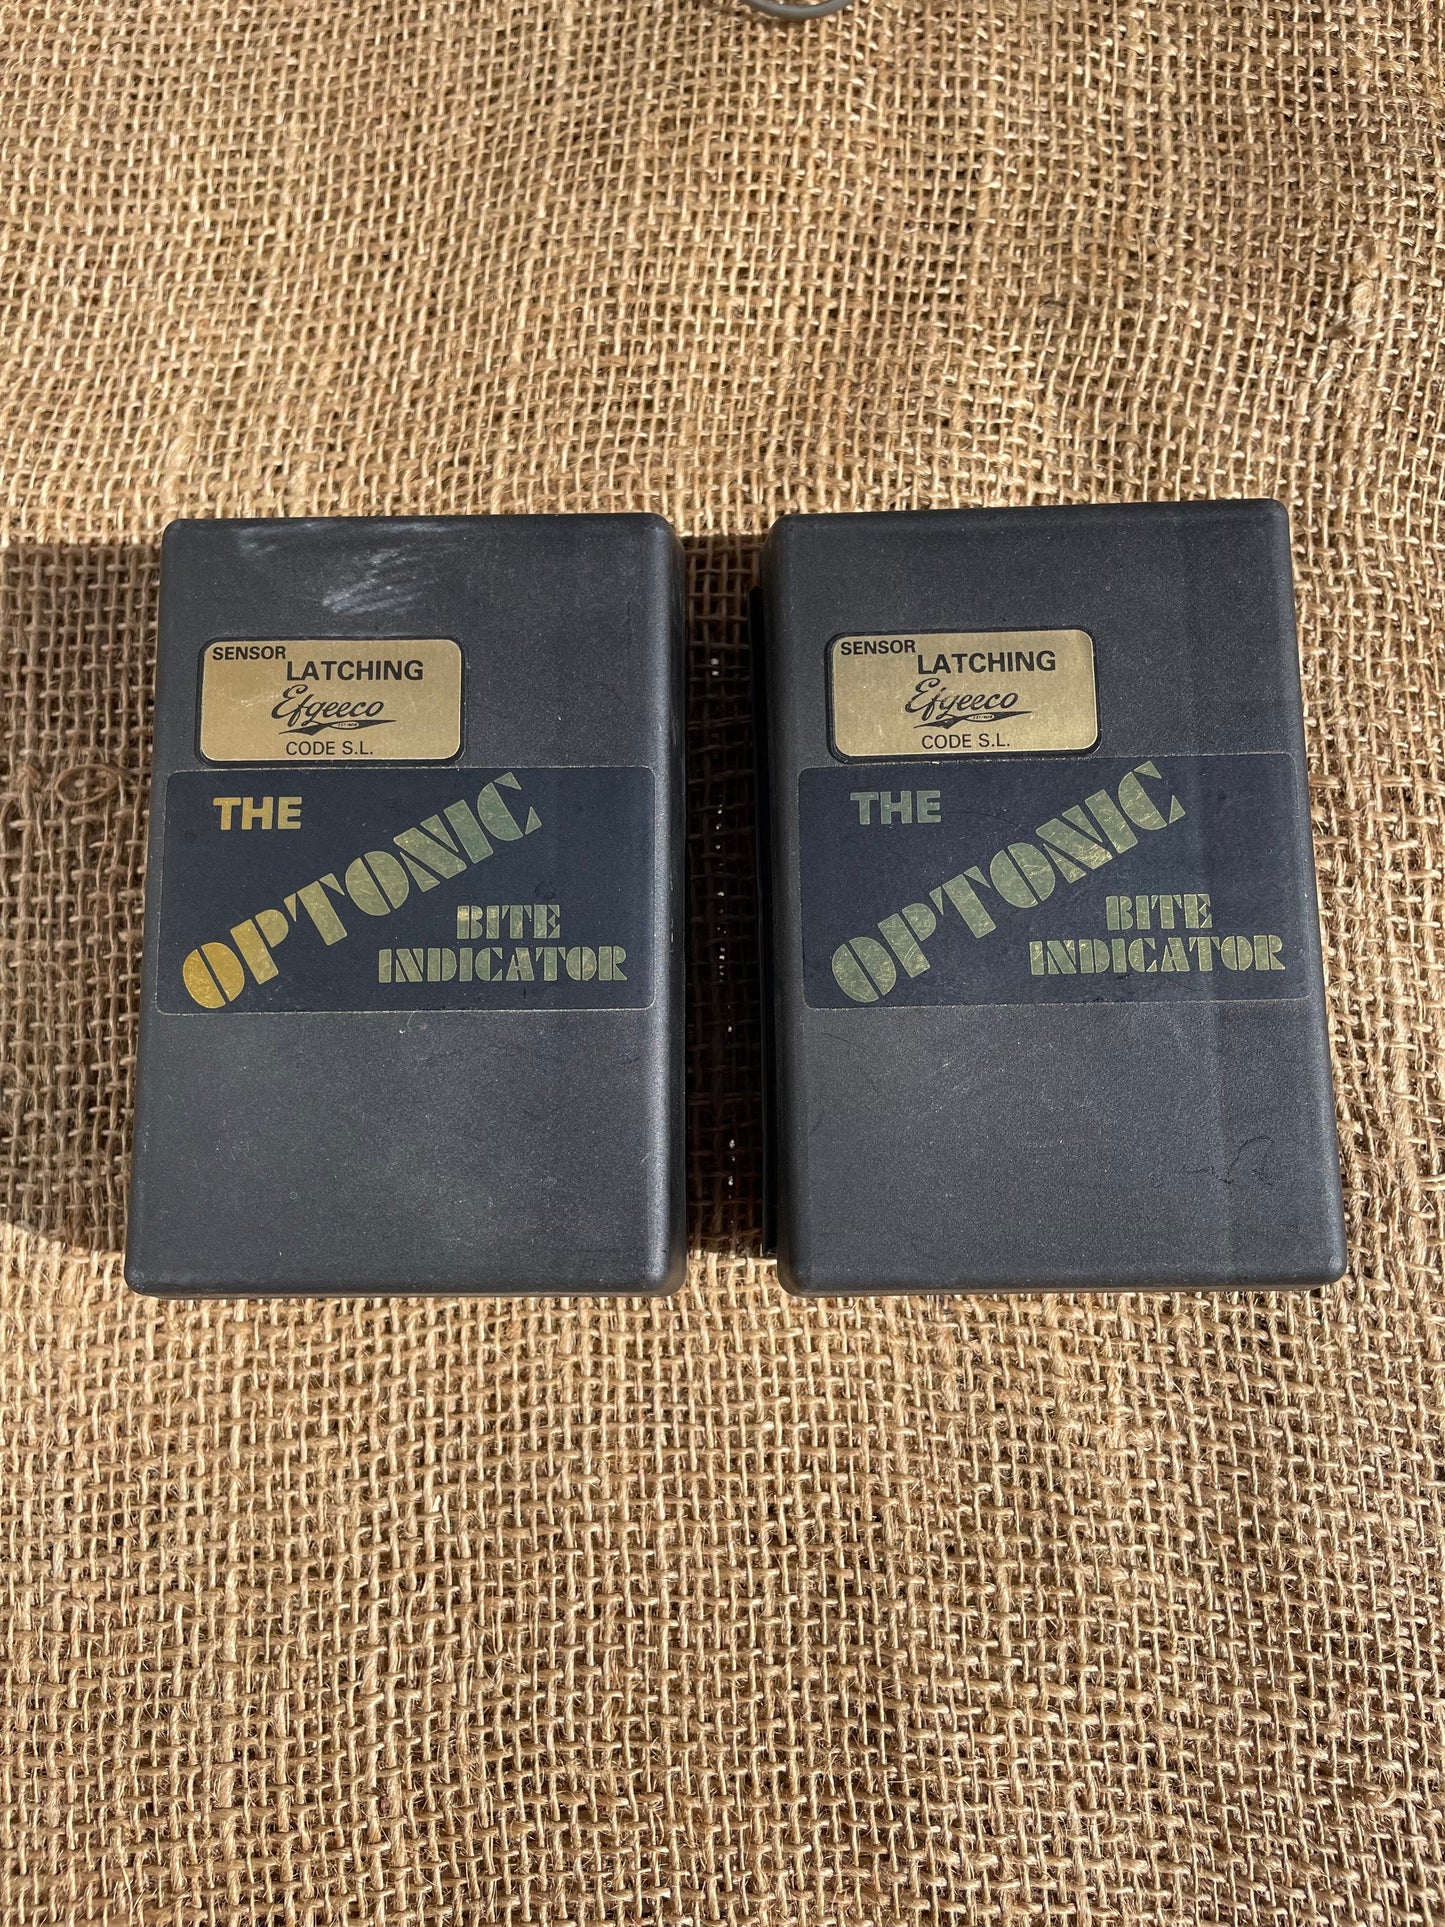 SENSOR
LATCHING
Efgeeco
CODE S.L.
THE
OPTONIC
BITE
INDICATOR
SENSOR
LATCHING
Efgeeco
CODE S.L.
THE
OPTONIC
BITE
INDICATOR